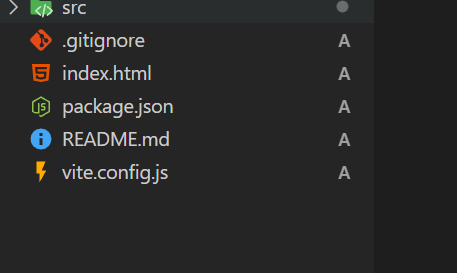 src
.gitignore A
index.html A
package.json A
README.md A
vite.config.js A